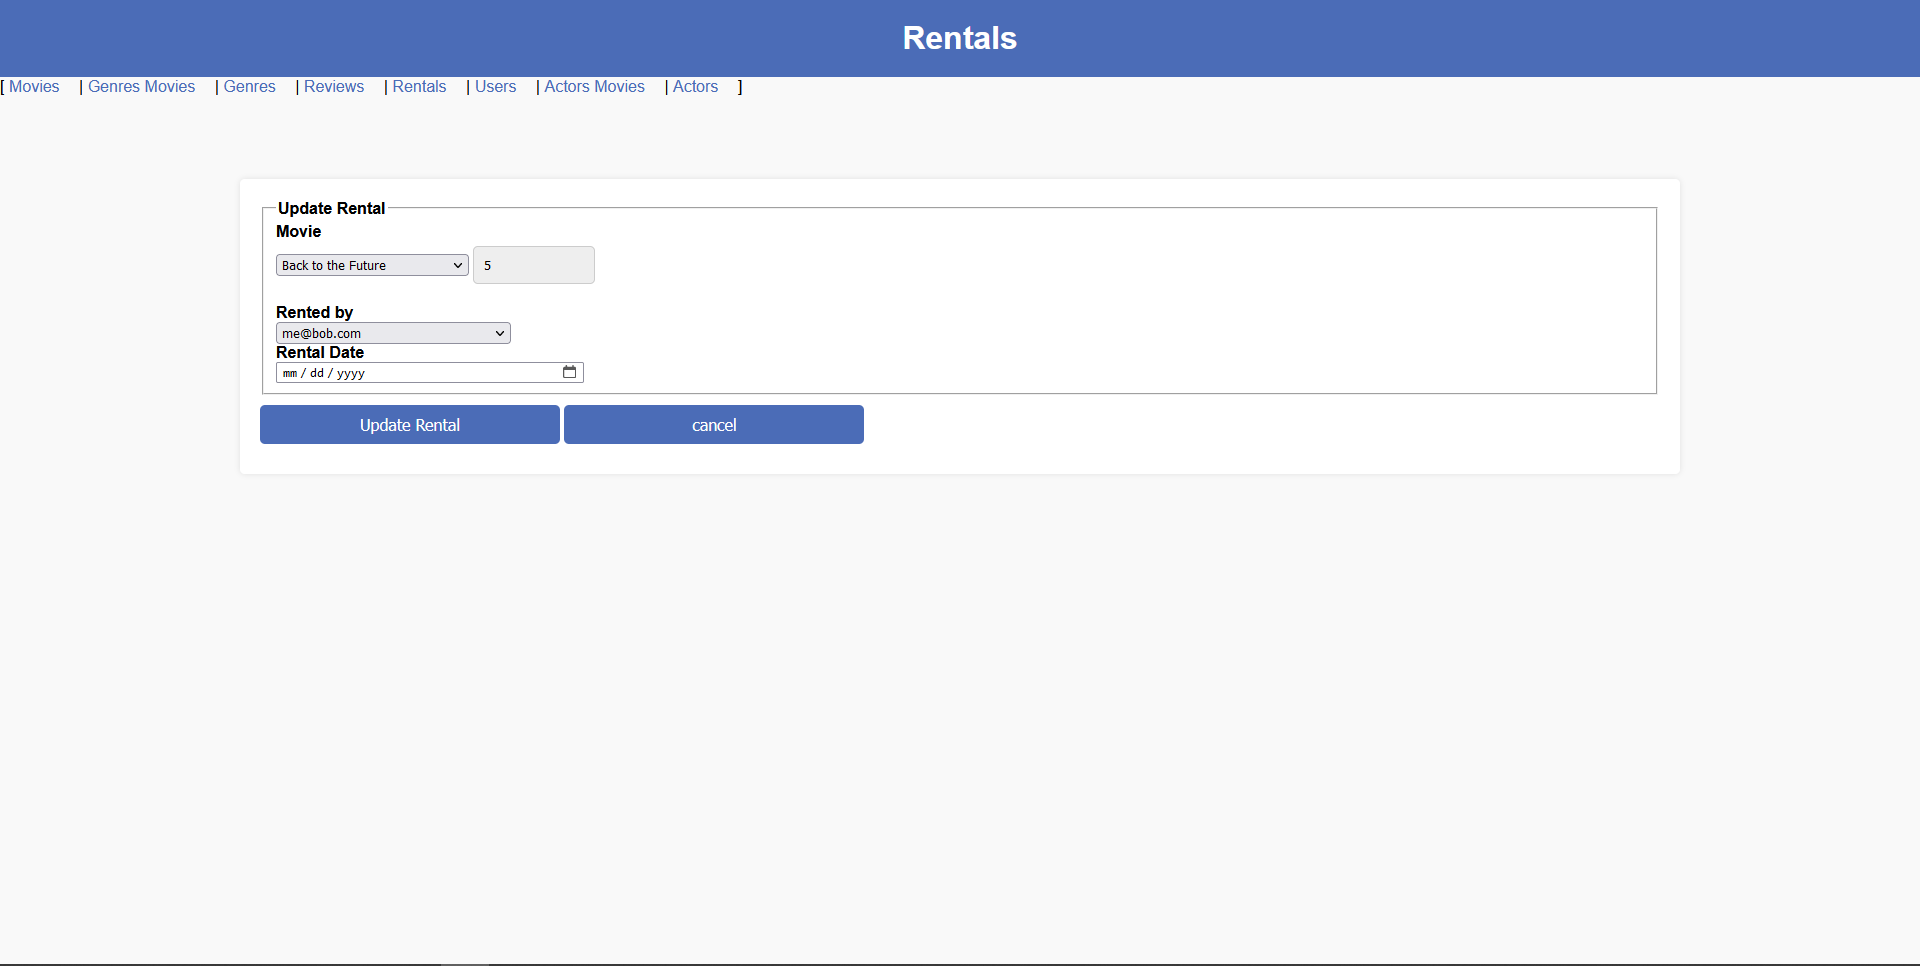 Rentals
[ Movies | Genres Movies | Genres | Reviews | Rentals | Users | Actors Movies | Actors ]
Update Rental
Movie
Back to the Future 5
Rented by
me@bob.com
Rental Date
mm / dd / yyyy
Update Rental cancel